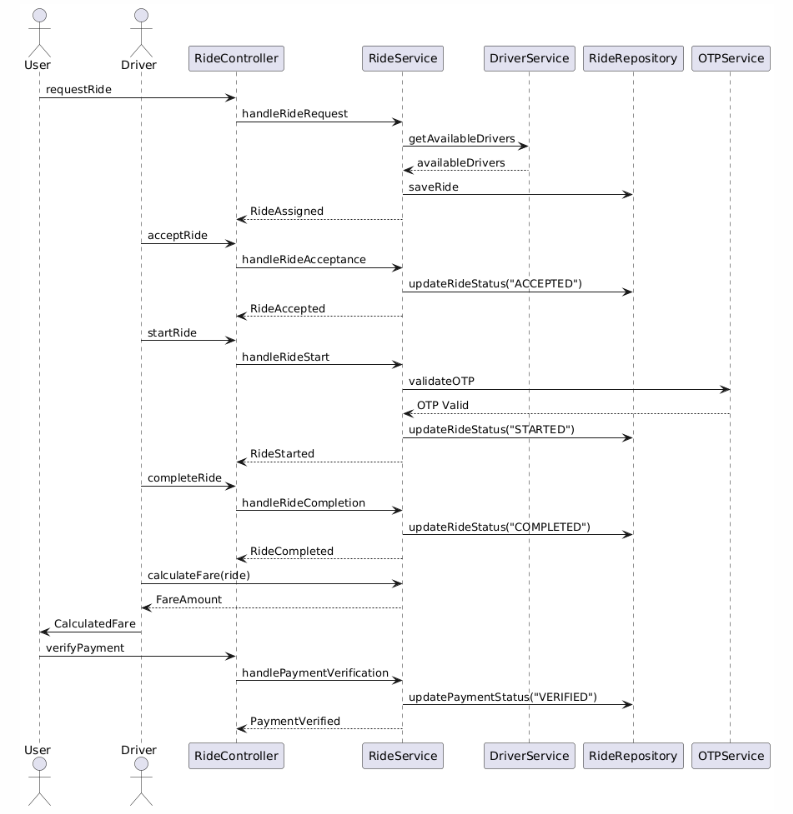 User
Driver
RideController
RideService
DriverService
RideRepository
OTPService
requestRide
handleRideRequest
getAvailableDrivers
availableDrivers
saveRide
RideAssigned
acceptRide
handleRideAcceptance
updateRideStatus("ACCEPTED")
RideAccepted
startRide
handleRideStart
validateOTP
OTP Valid
updateRideStatus("STARTED")
RideStarted
completeRide
handleRideCompletion
updateRideStatus("COMPLETED")
RideCompleted
calculateFare(ride)
FareAmount
CalculatedFare
verifyPayment
handlePaymentVerification
updatePaymentStatus("VERIFIED")
PaymentVerified
User
Driver
RideController
RideService
DriverService
RideRepository
OTPService